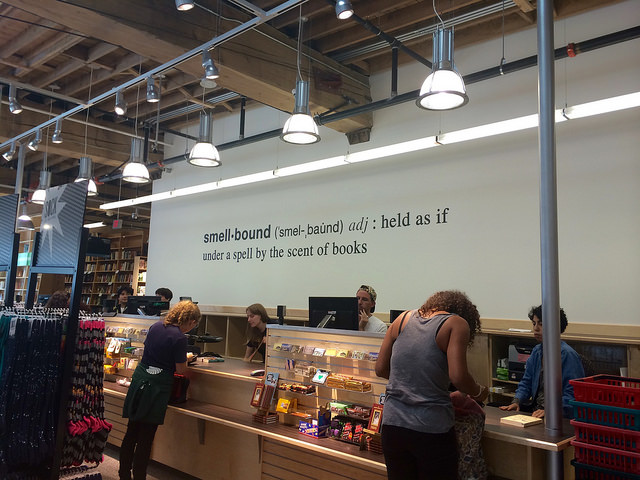 smell•bound ('smel-,baůnd) adj : held as if
under a spell by the scent of books